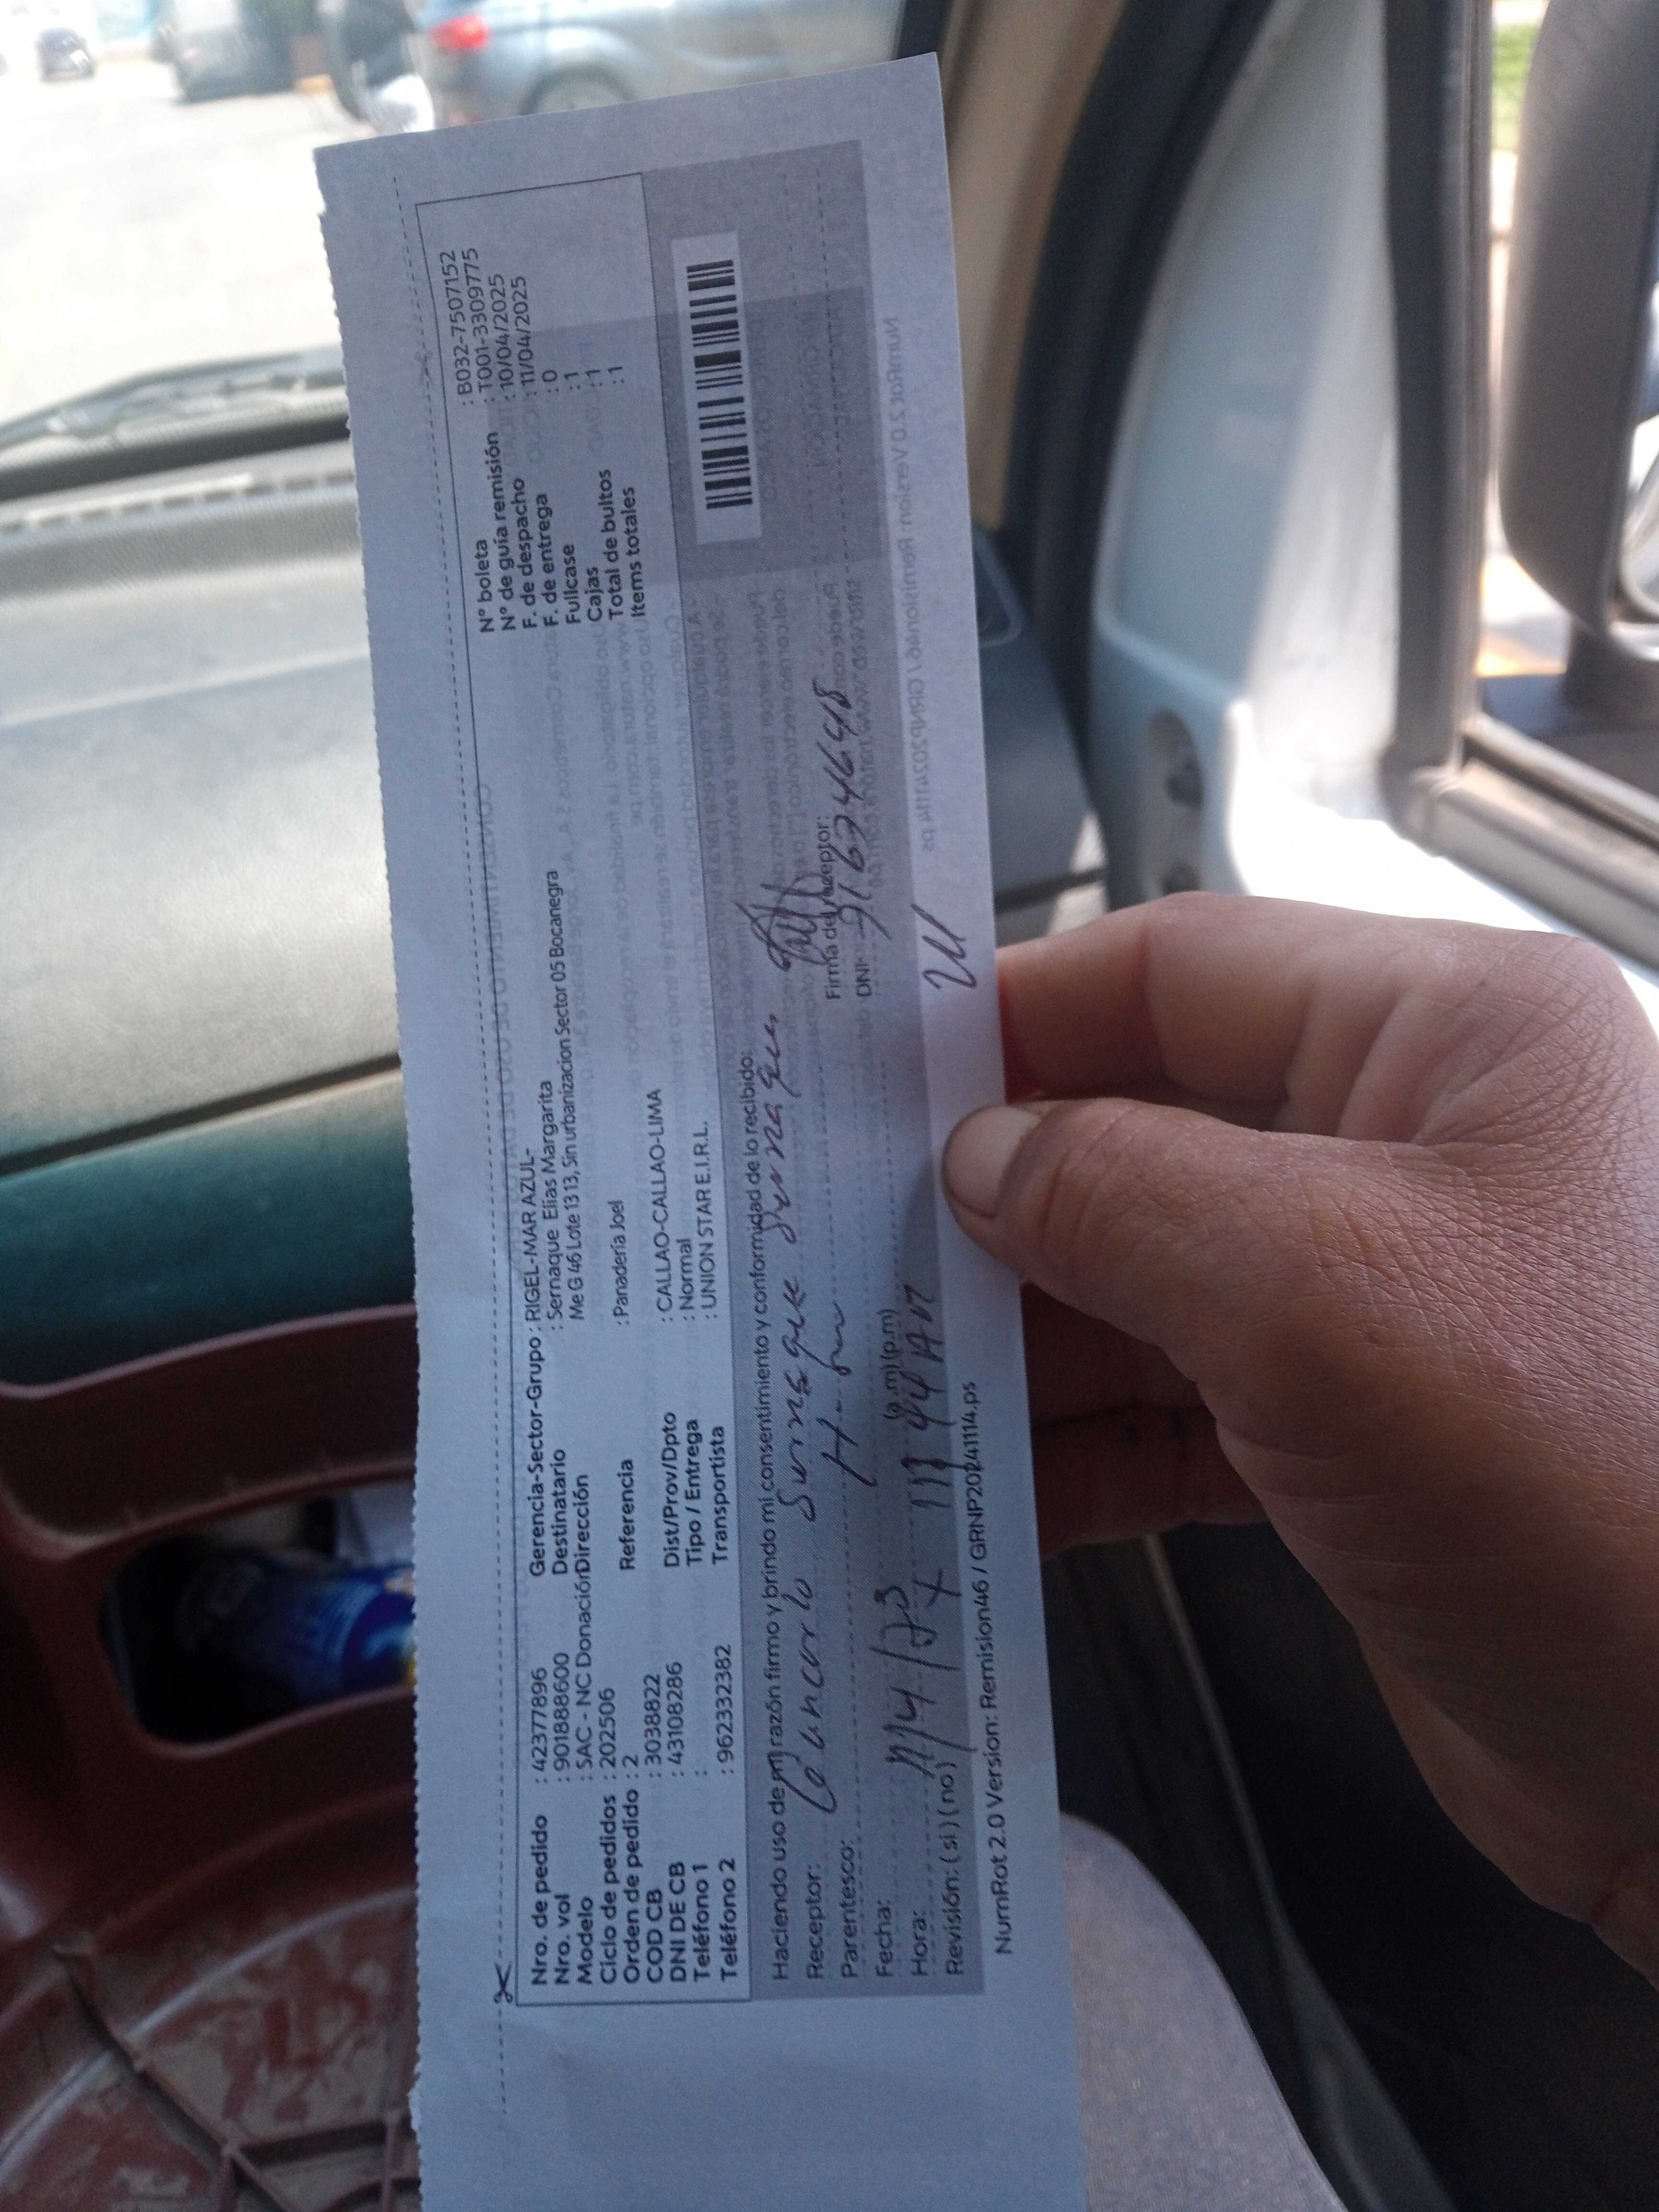 Nro. de pedido : 42377896
Nro. vol : 901888600
Modelo : SAC - NC Donación
Ciclo de pedidos : 202506
Orden de pedido : 2
COD CB : 3038822
DNI DE CB : 43108286
Teléfono 1 :
Teléfono 2 : 962332382
Gerencia-Sector-Grupo : RIGEL-MAR AZUL-
Destinatario : Sernaque Elias Margarita
Dirección Me G 46 Lote 13 13, Sin urbanizacion Sector 05 Bocanegra
Referencia : Panadería Joel
Dist/Prov/Dpto : CALLAO-CALLAO-LIMA
Tipo / Entrega : Normal
Transportista : UNION STAR E.I.R.L.
N° boleta : B032-7507152
N° de guía remisión : T001-3309775
F. de despacho : 10/04/2025
F. de entrega : 11/04/2025
Fullcase : 0
Cajas : 1
Total de bultos : 1
Items totales : 1
Haciendo uso de mi razón firmo y brindo mi consentimiento y conformidad de lo recibido:
Receptor:
Parentesco:
Firma del receptor:
Fecha:
DNI:
Hora: 11 44 AM (a.m) (p.m)
Revisión: ( si ) ( no )
NumRot 2.0 Version: Remision46 / GRNP20241114.ps